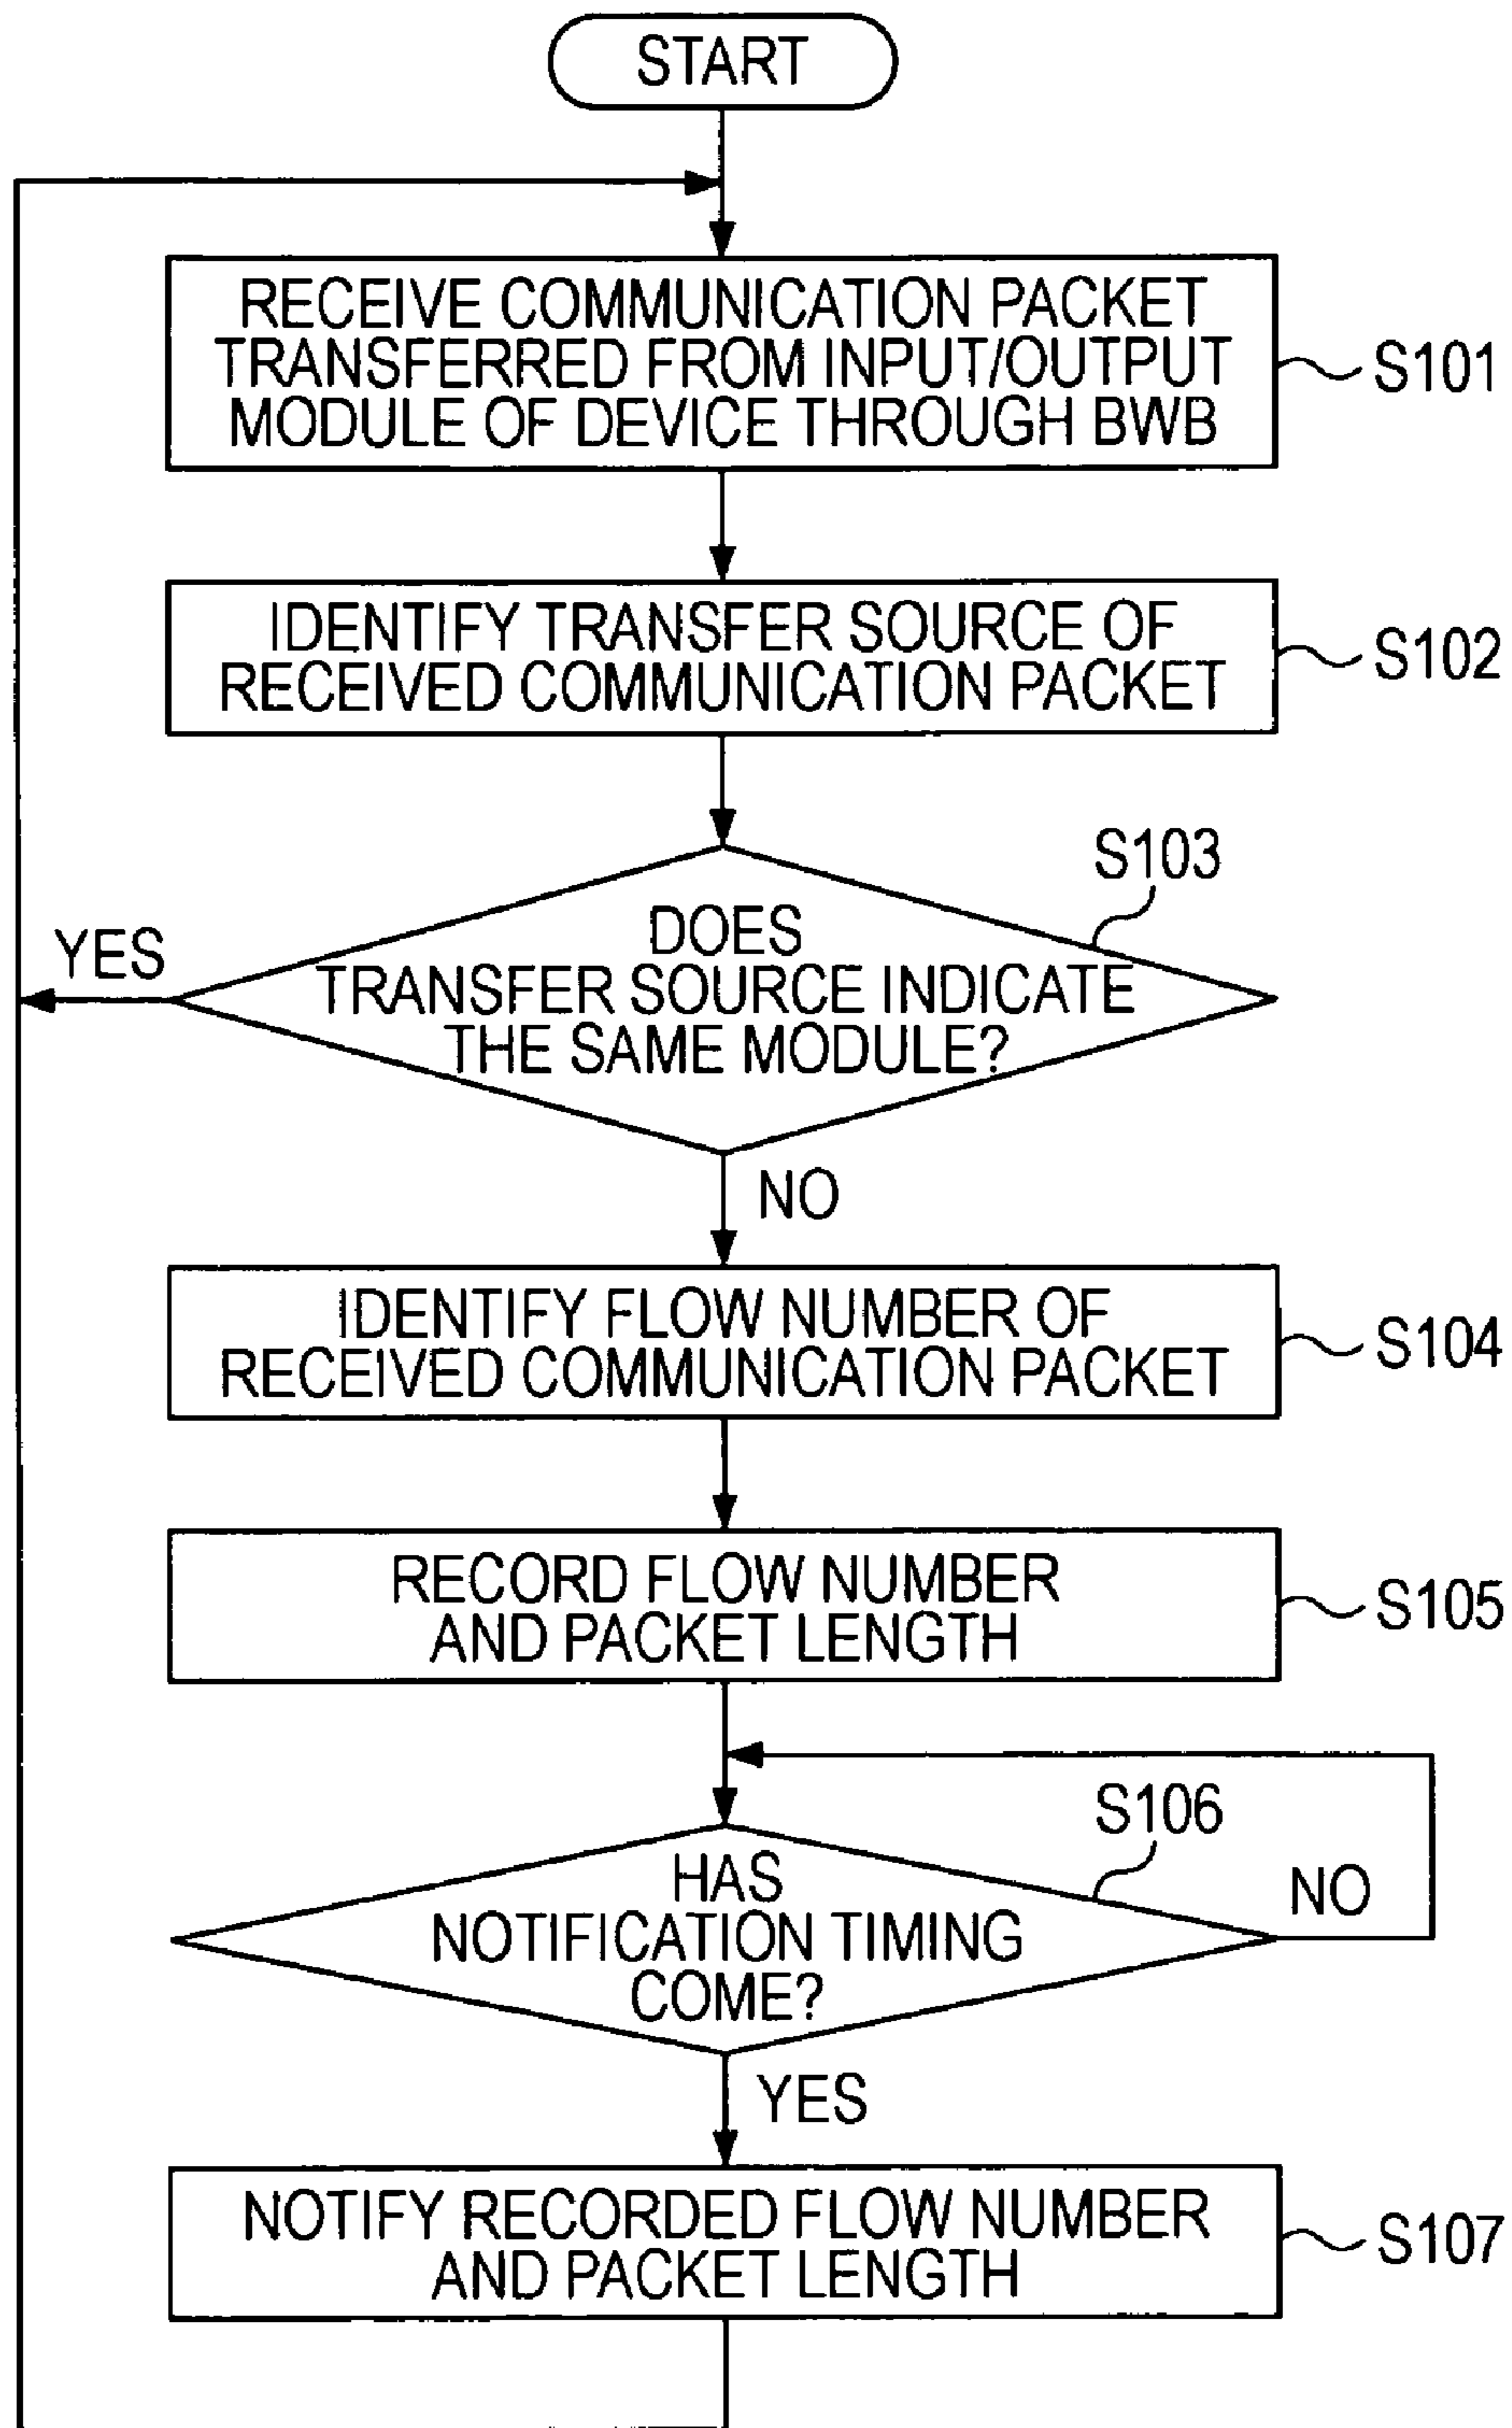 START
RECEIVE COMMUNICATION PACKET
TRANSFERRED FROM INPUT/OUTPUT
MODULE OF DEVICE THROUGH BWB
S101
IDENTIFY TRANSFER SOURCE OF
RECEIVED COMMUNICATION PACKET
S102
S103
YES
DOES
TRANSFER SOURCE INDICATE
THE SAME MODULE?
NO
IDENTIFY FLOW NUMBER OF
RECEIVED COMMUNICATION PACKET
S104
RECORD FLOW NUMBER
AND PACKET LENGTH
S105
S106
HAS
NOTIFICATION TIMING
COME?
NO
YES
NOTIFY RECORDED FLOW NUMBER
AND PACKET LENGTH
S107